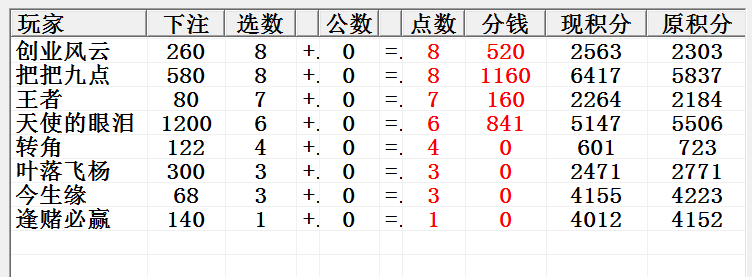 玩家 下注 选数 公数 点数 分钱 现积分 原积分
创业风云 260 8 +. 0 =. 8 520 2563 2303
把把九点 580 8 +. 0 =. 8 1160 6417 5837
王者 80 7 +. 0 =. 7 160 2264 2184
天使的眼泪 1200 6 +. 0 =. 6 841 5147 5506
转角 122 4 +. 0 =. 4 0 601 723
叶落飞杨 300 3 +. 0 =. 3 0 2471 2771
今生缘 68 3 +. 0 =. 3 0 4155 4223
逢赌必赢 140 1 +. 0 =. 1 0 4012 4152